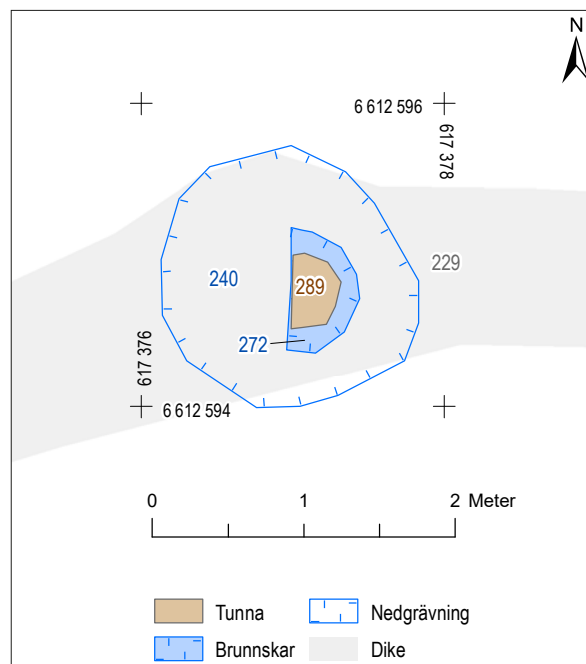 N
6 612 596
617 378
240
289
229
272
617 376
6 612 594
0 1 2 Meter
Tunna Nedgrävning
Brunnskar Dike